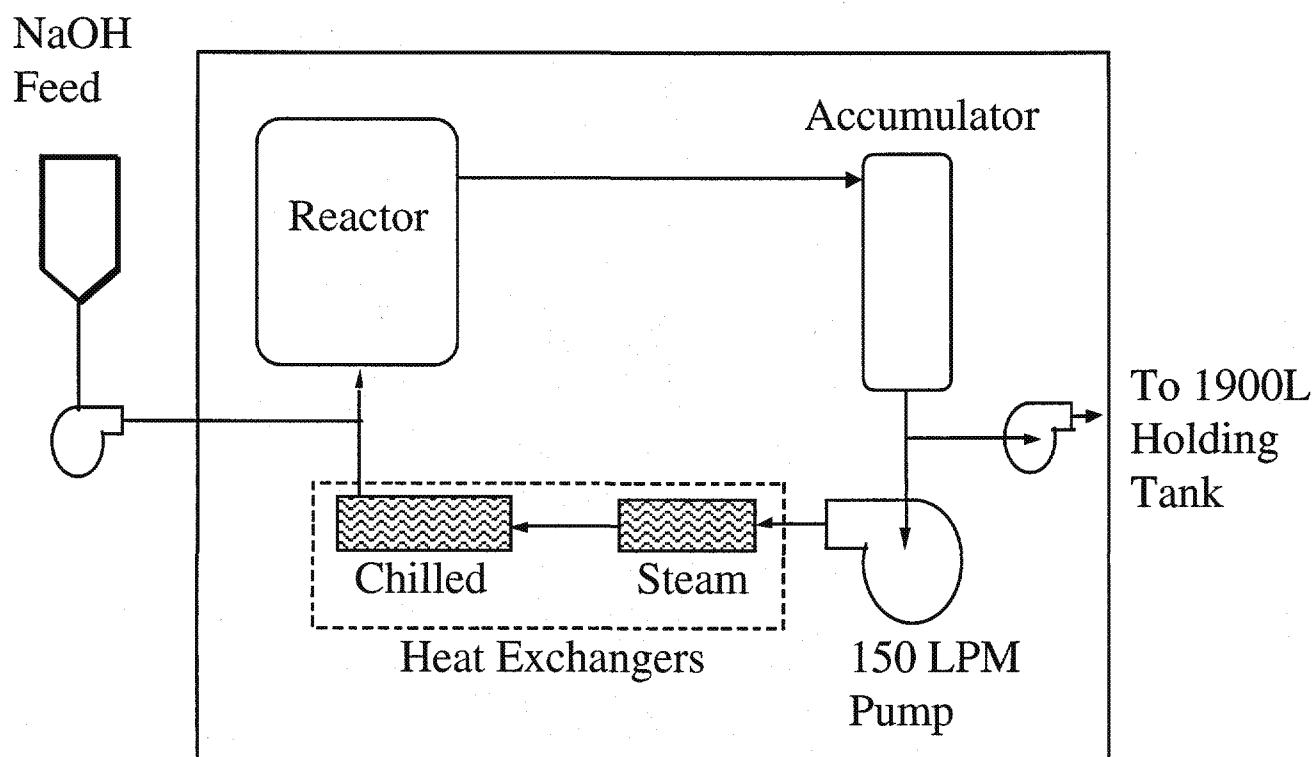 NaOH
Feed
Accumulator
Reactor
To 1900L
Holding
Tank
Chilled
Steam
Heat Exchangers
150 LPM
Pump